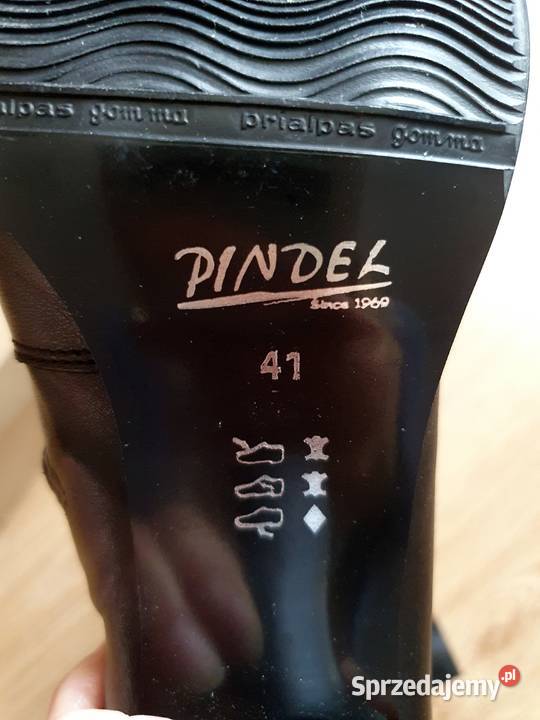 prialpas gomma prialpas gomma
PINDEL
Since 1969
41
Sprzedajemy.pl